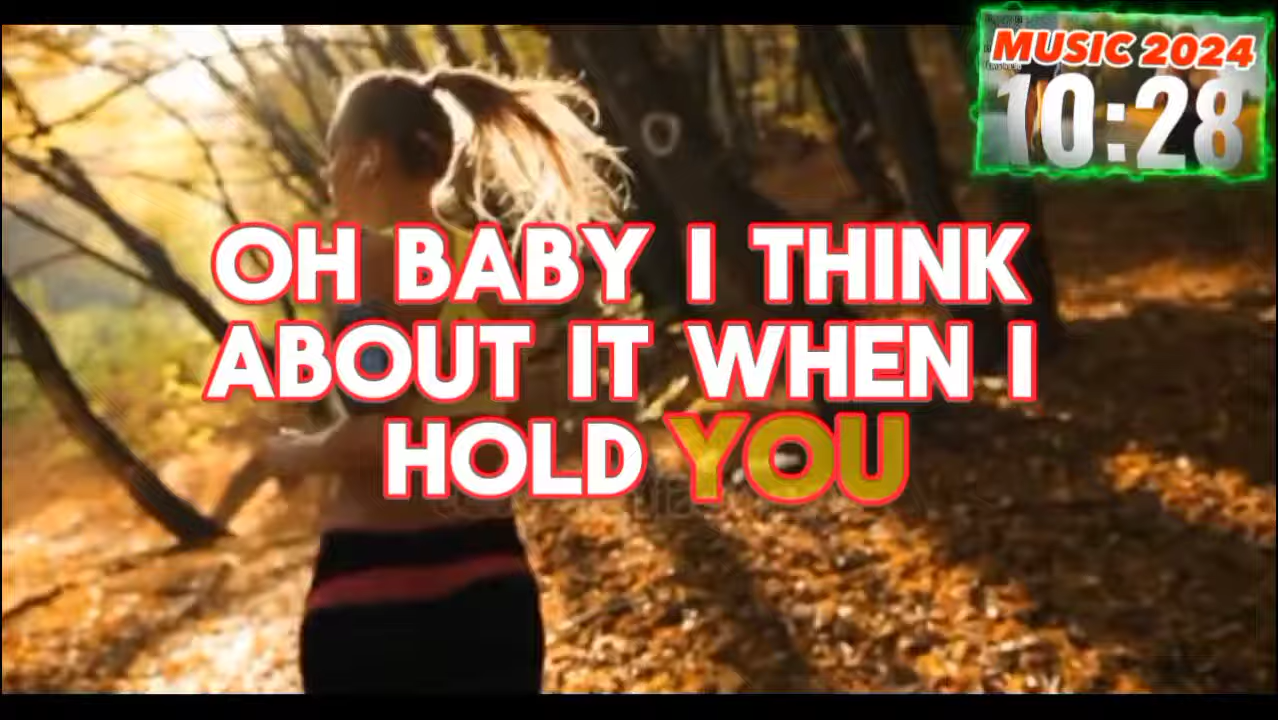 MUSIC 2024
10:28
OH BABY I THINK
ABOUT IT WHEN I
HOLD YOU